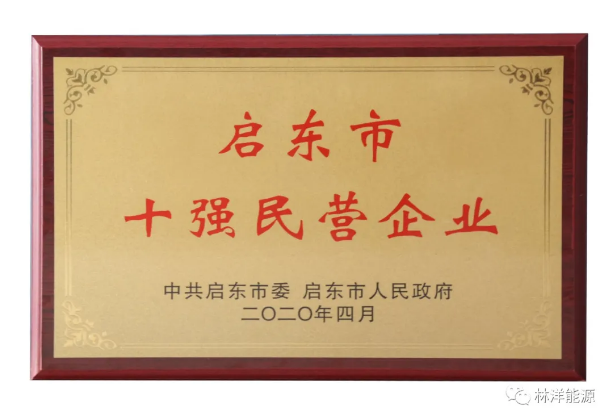 启东市
十强民营企业
中共启东市委 启东市人民政府
二〇二〇年四月
林洋能源